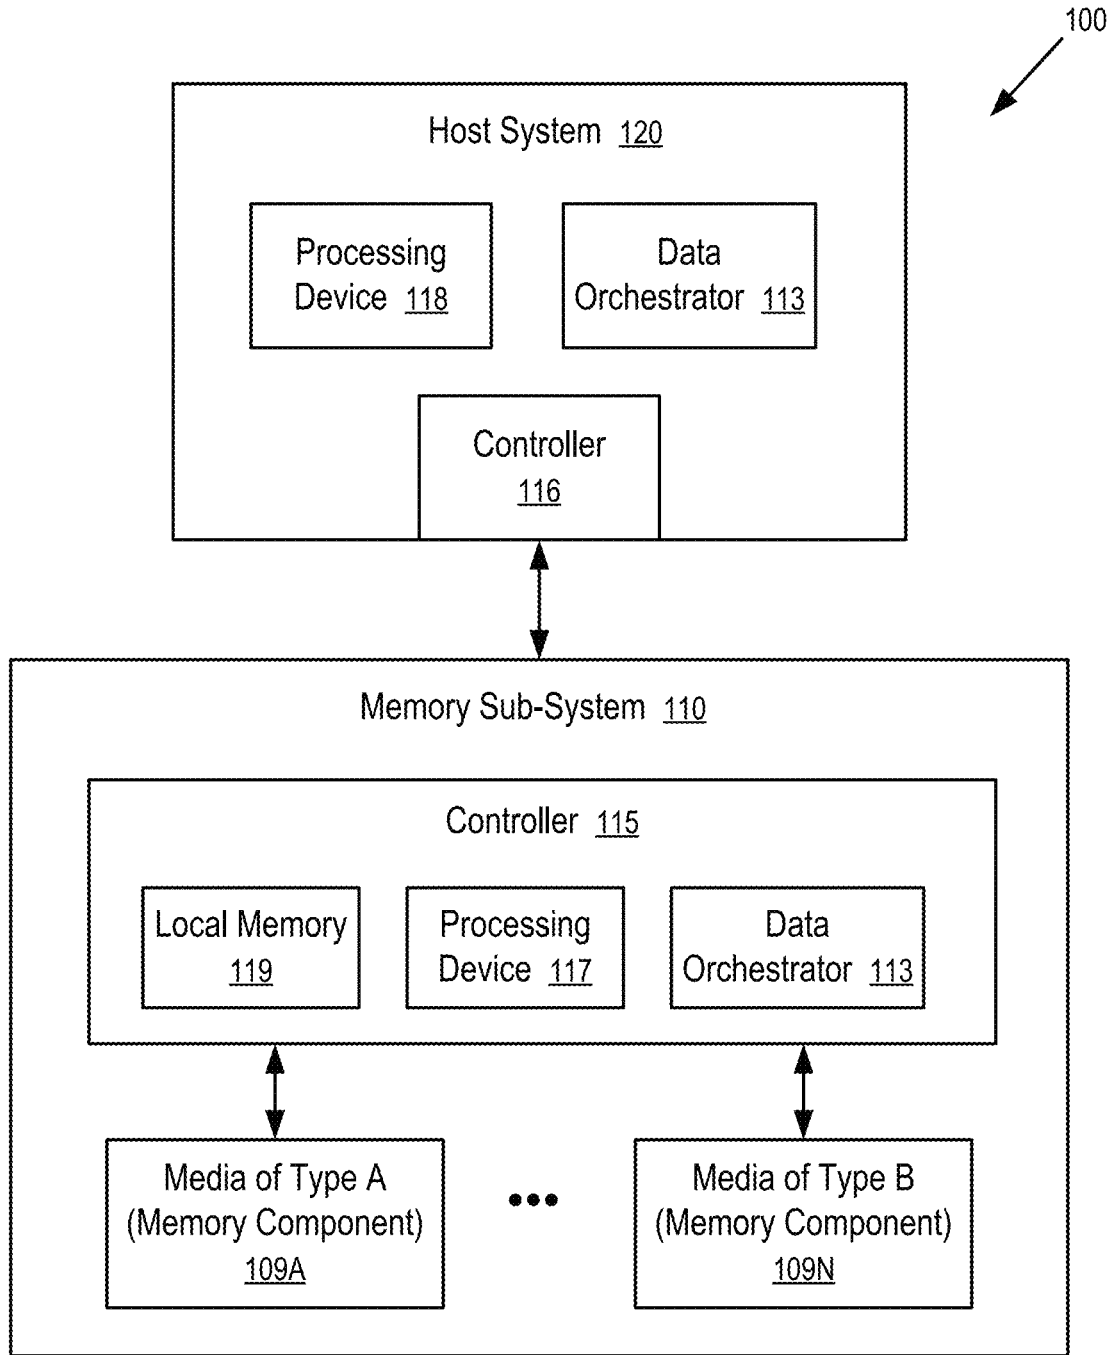 100
Host System 120
Processing
Device 118
Data
Orchestrator 113
Controller
116
Memory Sub-System 110
Controller 115
Local Memory
119
Processing
Device 117
Data
Orchestrator 113
Media of Type A
(Memory Component)
109A
Media of Type B
(Memory Component)
109N